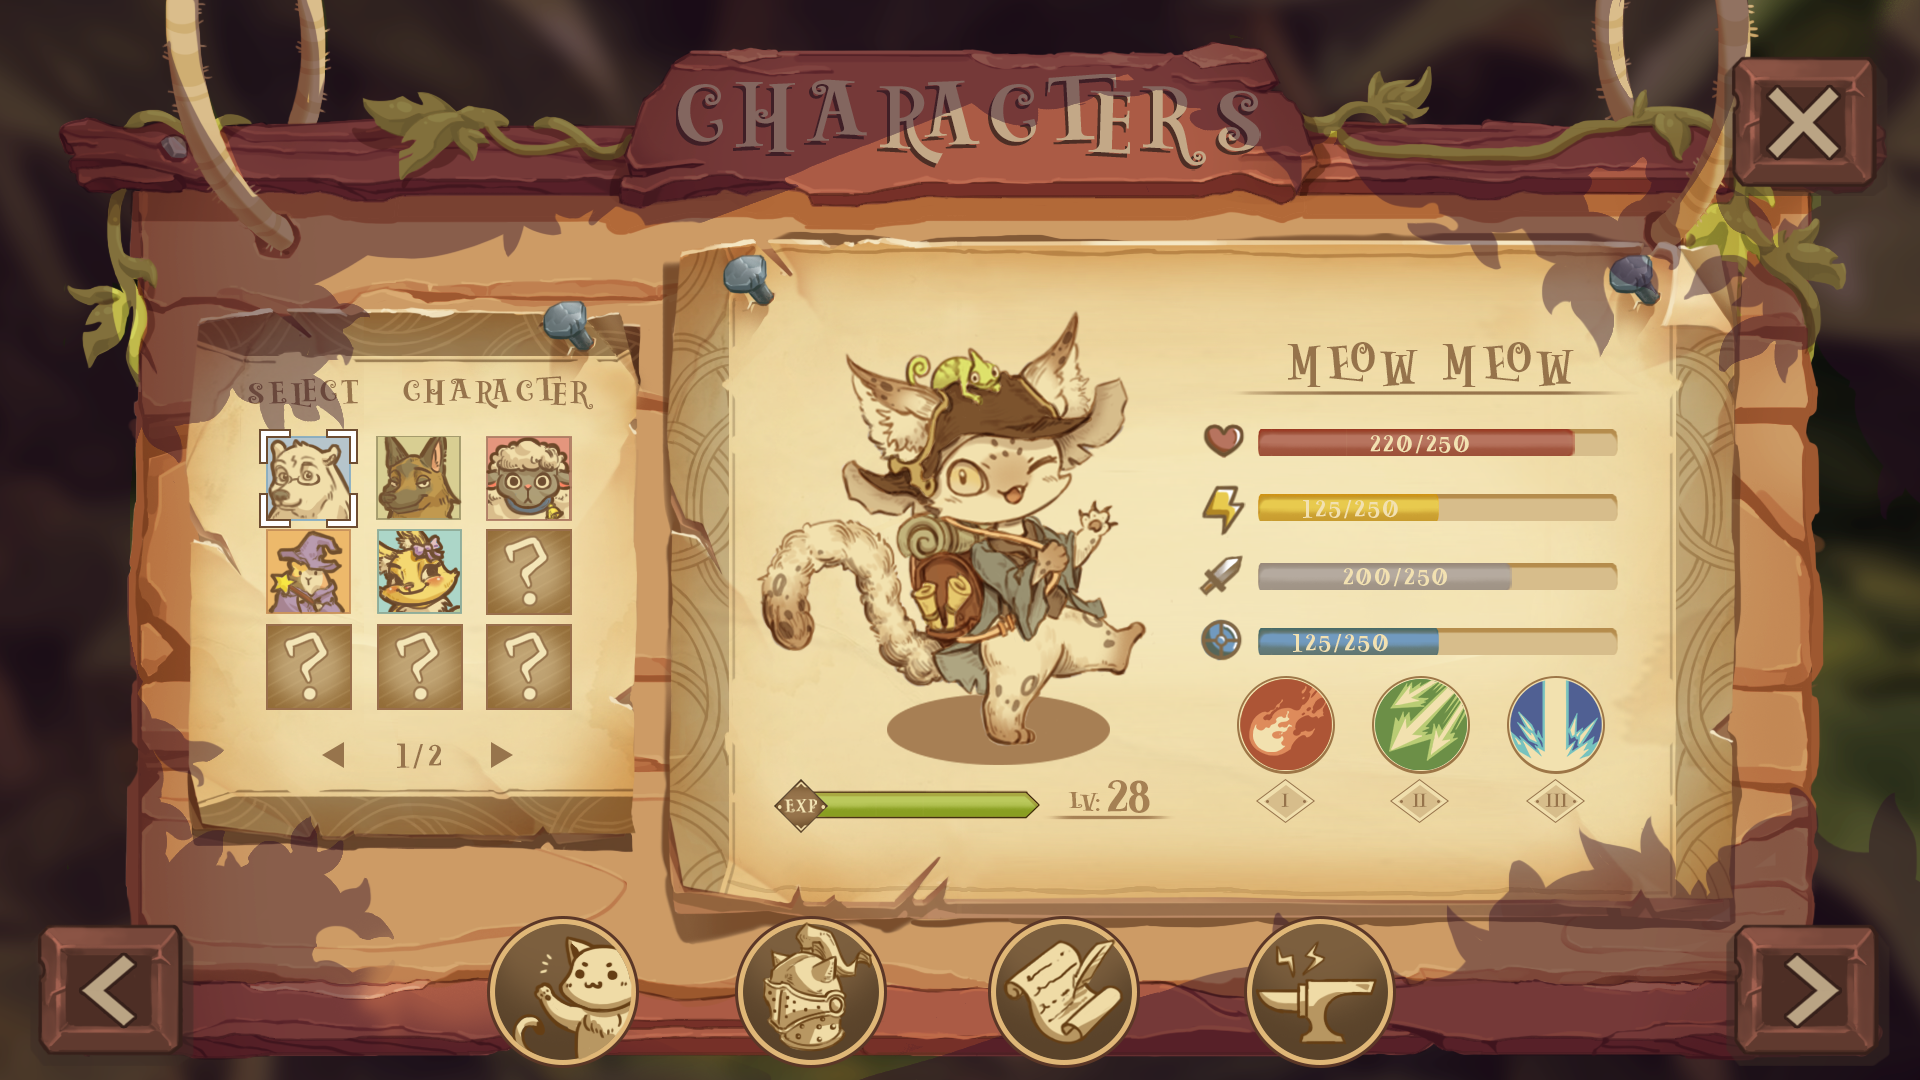 CHARACTERS
SELECT CHARACTER
?
? ? ?
1/2
MEOW MEOW
220/250
125/250
200/250
125/250
I II III
EXP LV: 28